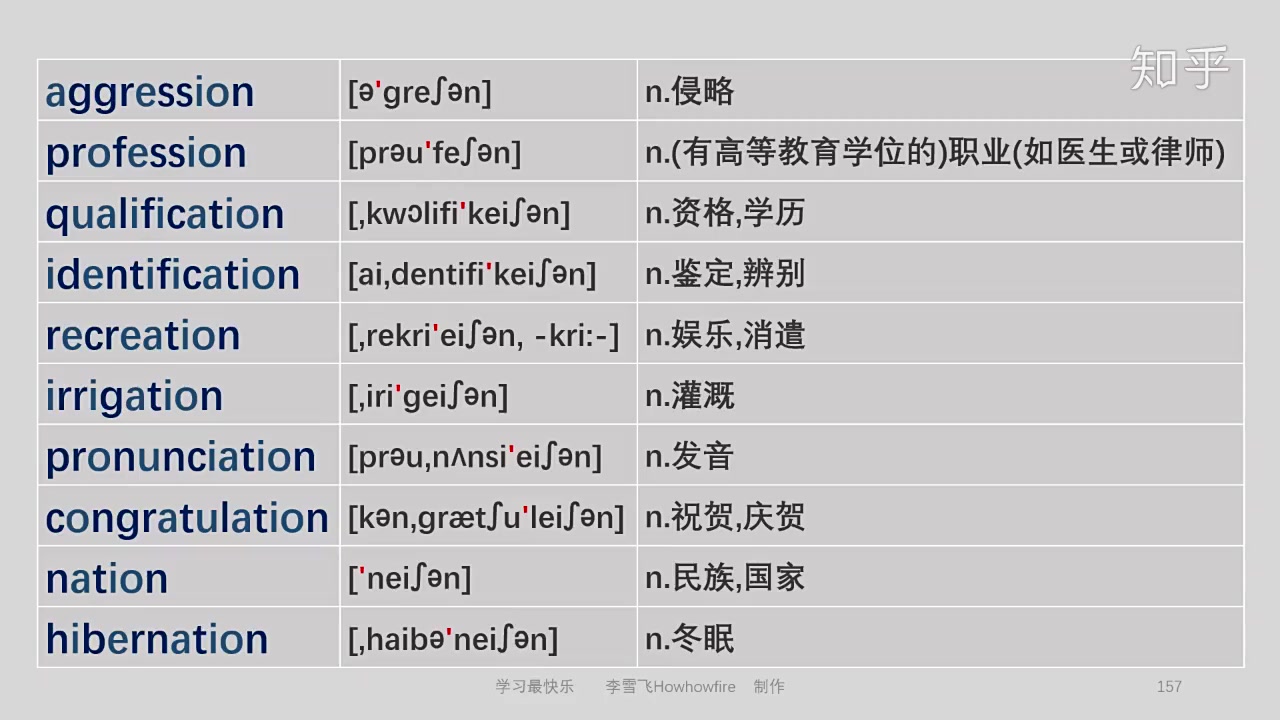 知乎
aggression [ə'greʃən] n.侵略
profession [prəu'feʃən] n.(有高等教育学位的)职业(如医生或律师)
qualification [,kwɔlifi'keiʃən] n.资格,学历
identification [ai,dentifi'keiʃən] n.鉴定,辨别
recreation [,rekri'eiʃən, -kri:-] n.娱乐,消遣
irrigation [,iri'geiʃən] n.灌溉
pronunciation [prəu,nʌnsi'eiʃən] n.发音
congratulation [kən,grætʃu'leiʃən] n.祝贺,庆贺
nation ['neiʃən] n.民族,国家
hibernation [,haibə'neiʃən] n.冬眠
学习最快乐 李雪飞Howhowfire 制作 157